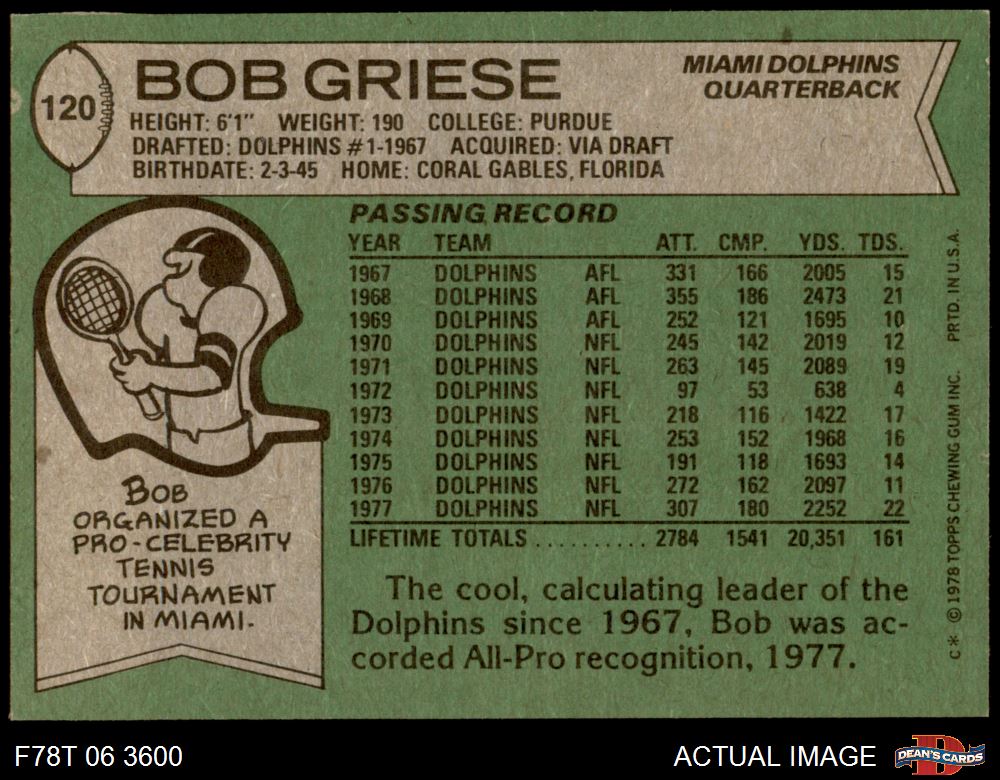 120
BOB GRIESE
MIAMI DOLPHINS
QUARTERBACK
HEIGHT: 6'1" WEIGHT: 190 COLLEGE: PURDUE
DRAFTED: DOLPHINS #1-1967 ACQUIRED: VIA DRAFT
BIRTHDATE: 2-3-45 HOME: CORAL GABLES, FLORIDA
PASSING RECORD
YEAR TEAM ATT. CMP. YDS. TDS.
1967 DOLPHINS AFL 331 166 2005 15
1968 DOLPHINS AFL 355 186 2473 21
1969 DOLPHINS AFL 252 121 1695 10
1970 DOLPHINS NFL 245 142 2019 12
1971 DOLPHINS NFL 263 145 2089 19
1972 DOLPHINS NFL 97 53 638 4
1973 DOLPHINS NFL 218 116 1422 17
1974 DOLPHINS NFL 253 152 1968 16
1975 DOLPHINS NFL 191 118 1693 14
1976 DOLPHINS NFL 272 162 2097 11
1977 DOLPHINS NFL 307 180 2252 22
LIFETIME TOTALS .......... 2784 1541 20,351 161
BOB
ORGANIZED A
PRO-CELEBRITY
TENNIS
TOURNAMENT
IN MIAMI.
The cool, calculating leader of the
Dolphins since 1967, Bob was ac-
corded All-Pro recognition, 1977.
C* © 1978 TOPPS CHEWING GUM INC. PRTD. IN U.S.A.
F78T 06 3600
ACTUAL IMAGE
D
DEAN'S CARDS